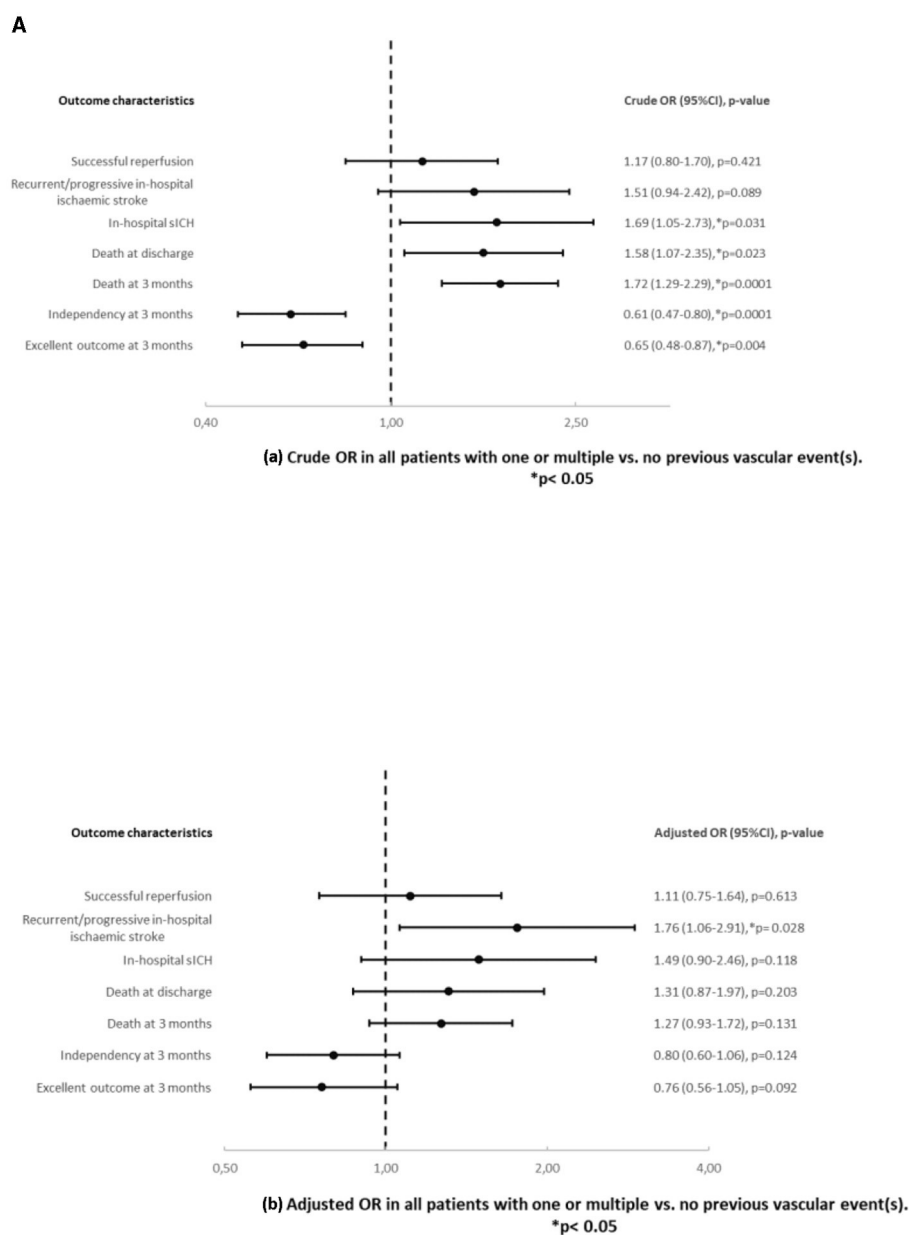 A
Outcome characteristics Crude OR (95%CI), p-value
Successful reperfusion 1.17 (0.80-1.70), p=0.421
Recurrent/progressive in-hospital
ischaemic stroke 1.51 (0.94-2.42), p=0.089
In-hospital sICH 1.69 (1.05-2.73),*p=0.031
Death at discharge 1.58 (1.07-2.35),*p=0.023
Death at 3 months 1.72 (1.29-2.29),*p=0.0001
Independency at 3 months 0.61 (0.47-0.80),*p=0.0001
Excellent outcome at 3 months 0.65 (0.48-0.87),*p=0.004
0,40 1,00 2,50
(a) Crude OR in all patients with one or multiple vs. no previous vascular event(s).
*p< 0.05
Outcome characteristics Adjusted OR (95%CI), p-value
Successful reperfusion 1.11 (0.75-1.64), p=0.613
Recurrent/progressive in-hospital
ischaemic stroke 1.76 (1.06-2.91),*p= 0.028
In-hospital sICH 1.49 (0.90-2.46), p=0.118
Death at discharge 1.31 (0.87-1.97), p=0.203
Death at 3 months 1.27 (0.93-1.72), p=0.131
Independency at 3 months 0.80 (0.60-1.06), p=0.124
Excellent outcome at 3 months 0.76 (0.56-1.05), p=0.092
0,50 1,00 2,00 4,00
(b) Adjusted OR in all patients with one or multiple vs. no previous vascular event(s).
*p< 0.05